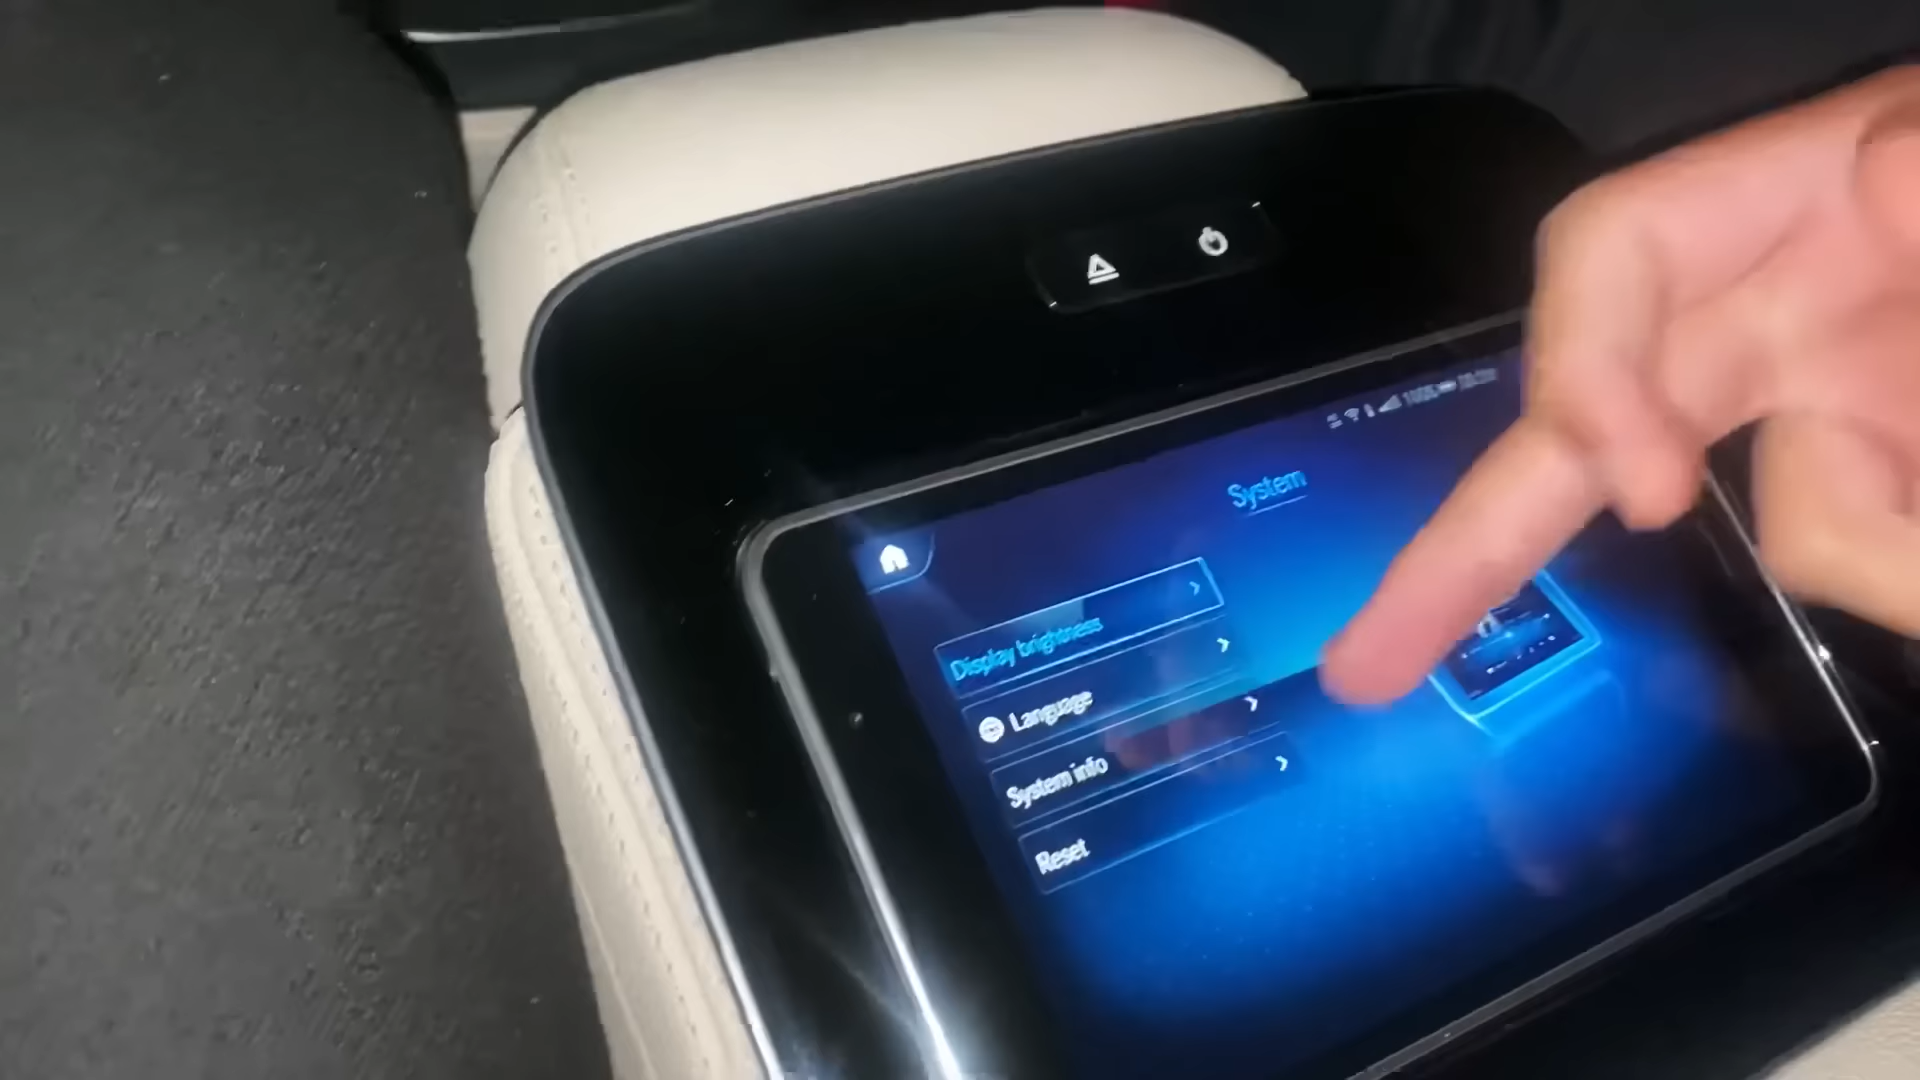 System
Display brightness
Language
System info
Reset